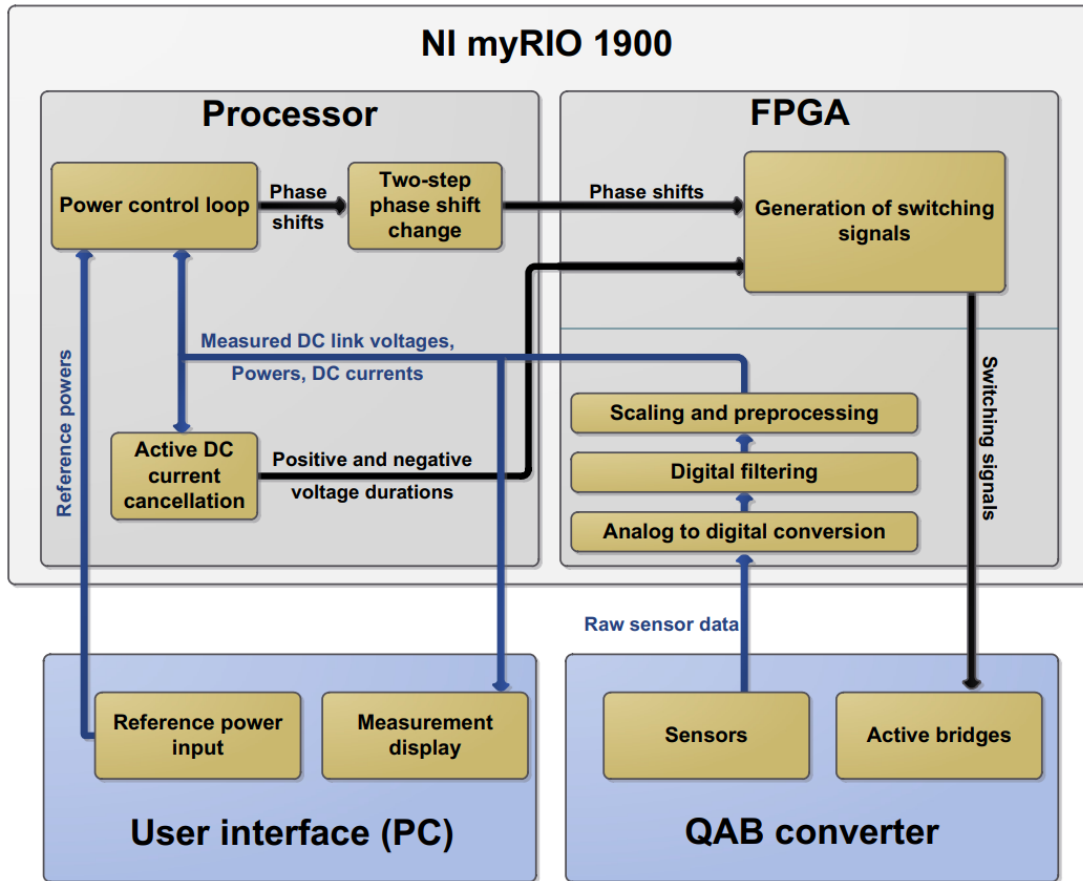 NI myRIO 1900
Processor
FPGA
Power control loop
Phase
shifts
Two-step
phase shift
change
Phase shifts
Generation of switching
signals
Measured DC link voltages,
Powers, DC currents
Reference powers
Active DC
current
cancellation
Positive and negative
voltage durations
Scaling and preprocessing
Digital filtering
Analog to digital conversion
Switching signals
Raw sensor data
Reference power
input
Measurement
display
Sensors
Active bridges
User interface (PC)
QAB converter